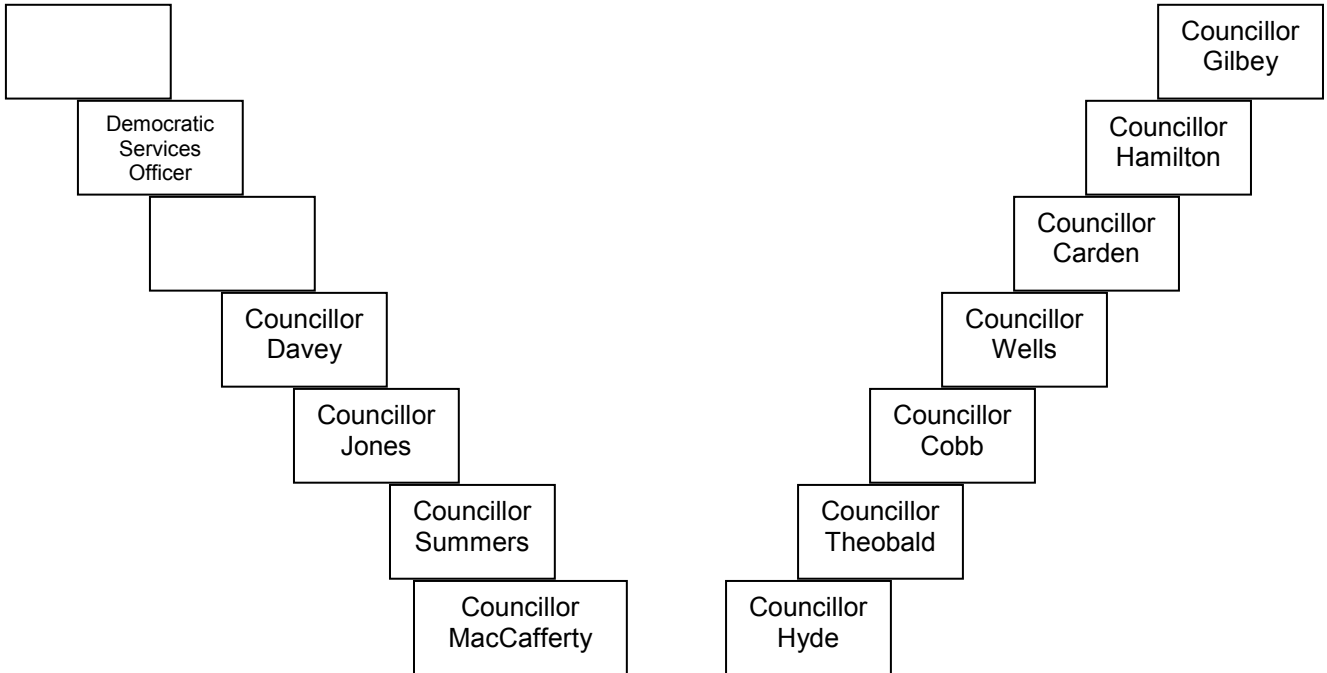 Councillor
Gilbey
Democratic
Services
Officer
Councillor
Hamilton
Councillor
Carden
Councillor
Davey
Councillor
Wells
Councillor
Jones
Councillor
Cobb
Councillor
Summers
Councillor
Theobald
Councillor
MacCafferty
Councillor
Hyde